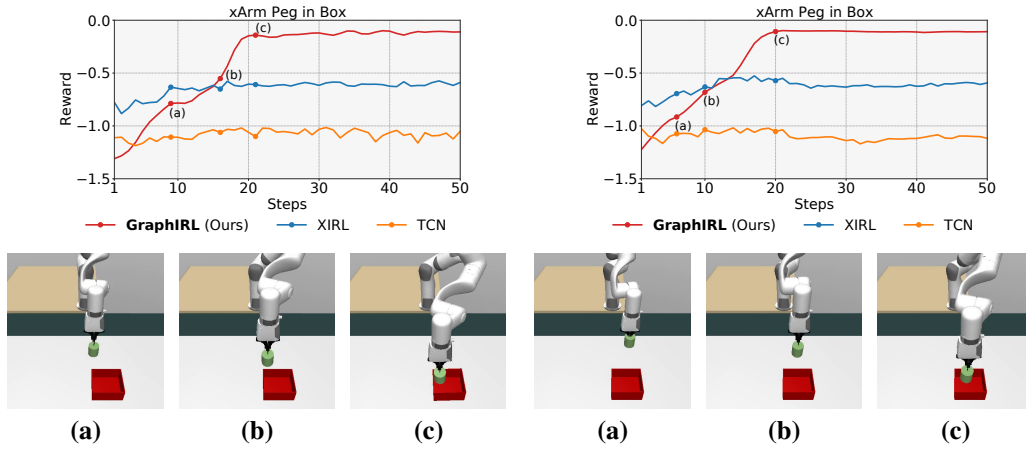 xArm Peg in Box
0.0
−0.5
−1.0
−1.5
Reward
(a)
(b)
(c)
1 10 20 30 40 50
Steps
GraphIRL (Ours) XIRL TCN
(a) (b) (c)
xArm Peg in Box
0.0
−0.5
−1.0
−1.5
Reward
(a)
(b)
(c)
1 10 20 30 40 50
Steps
GraphIRL (Ours) XIRL TCN
(a) (b) (c)